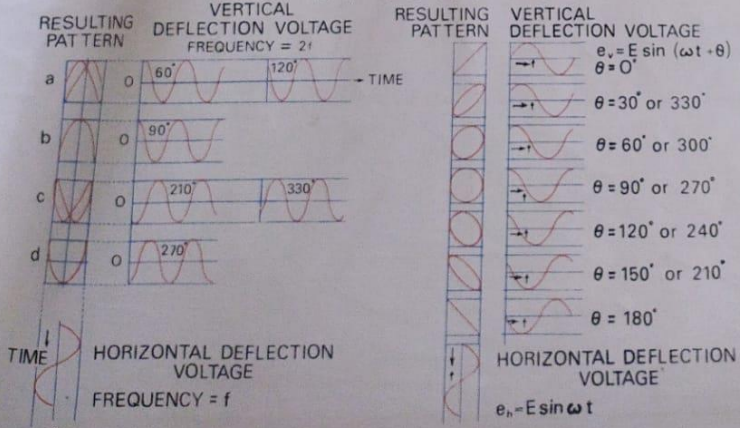 RESULTING
PATTERN
VERTICAL
DEFLECTION VOLTAGE
FREQUENCY = 2f
a
0
60°
120°
TIME
b
0
90°
c
0
210°
330°
d
0
270°
TIME
HORIZONTAL DEFLECTION
VOLTAGE
FREQUENCY = f
RESULTING
PATTERN
VERTICAL
DEFLECTION VOLTAGE
eᵥ=E sin (ωt +θ)
θ=0°
θ=30° or 330°
θ=60° or 300°
θ=90° or 270°
θ=120° or 240°
θ=150° or 210°
θ=180°
HORIZONTAL DEFLECTION
VOLTAGE
eₕ=E sin ωt